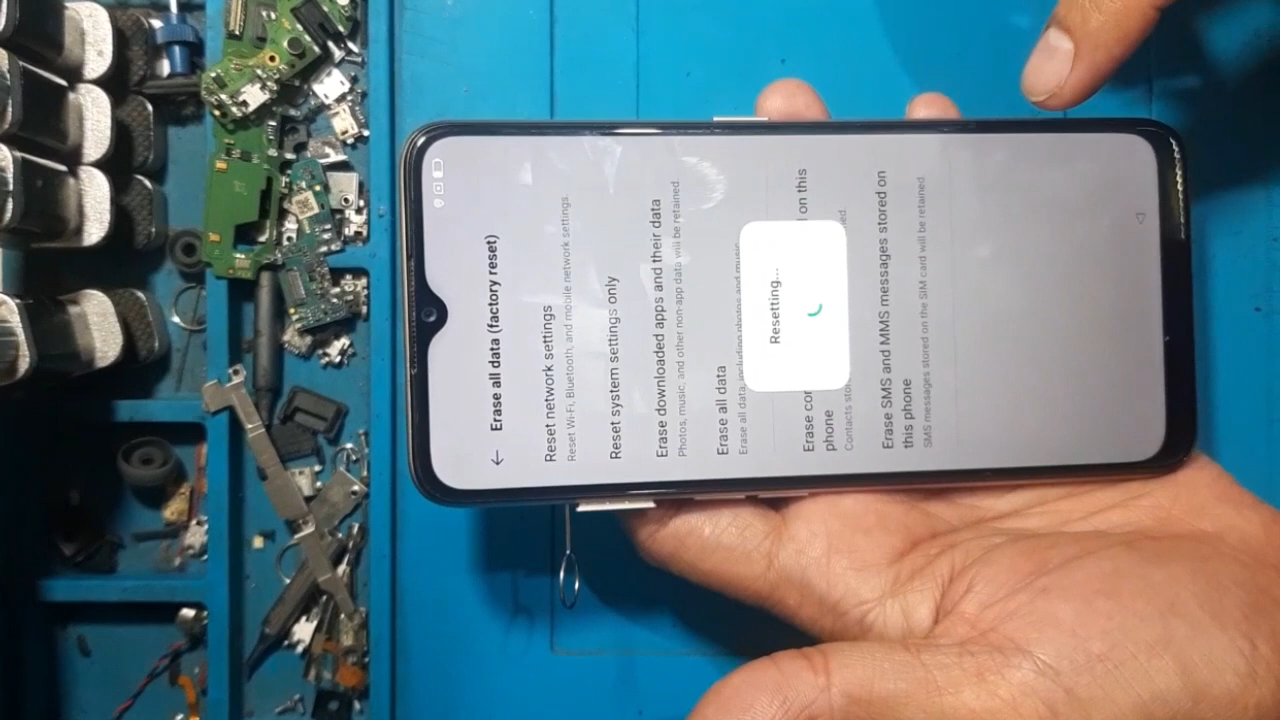 Erase all data (factory reset)
Reset network settings
Reset Wi-Fi, Bluetooth, and mobile network settings.
Reset system settings only
Erase downloaded apps and their data
Photos, music, and other non-app data will be retained.
Erase all data
Erase all data, including photos and music
Resetting...
on this
phone
Contacts
Erase SMS and MMS messages stored on
this phone
SMS messages stored on the SIM card will be retained.